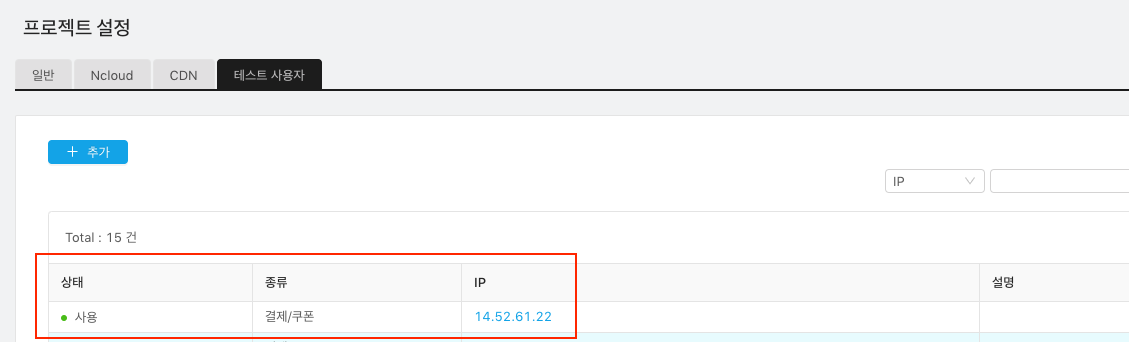 프로젝트 설정
일반 Ncloud CDN 테스트 사용자
+ 추가
IP
Total : 15 건
상태 종류 IP 설명
사용 결제/쿠폰 14.52.61.22